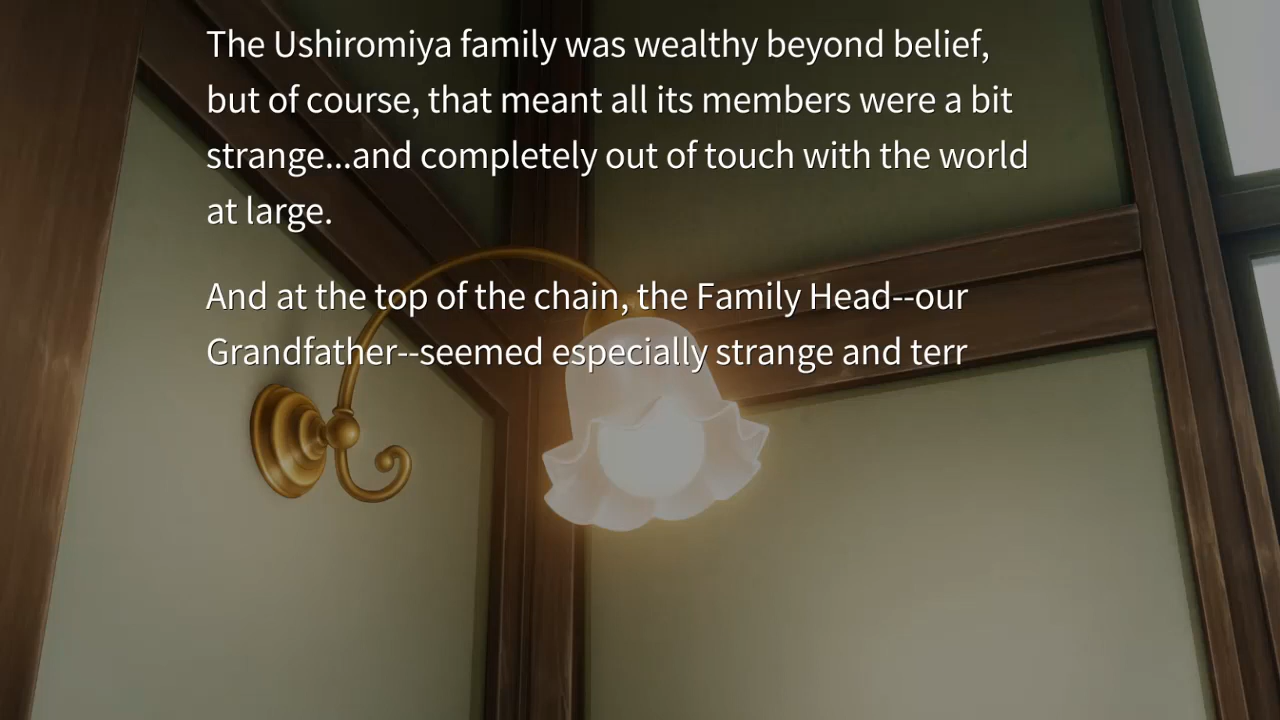 The Ushiromiya family was wealthy beyond belief,
but of course, that meant all its members were a bit
strange...and completely out of touch with the world
at large.
And at the top of the chain, the Family Head--our
Grandfather--seemed especially strange and terr